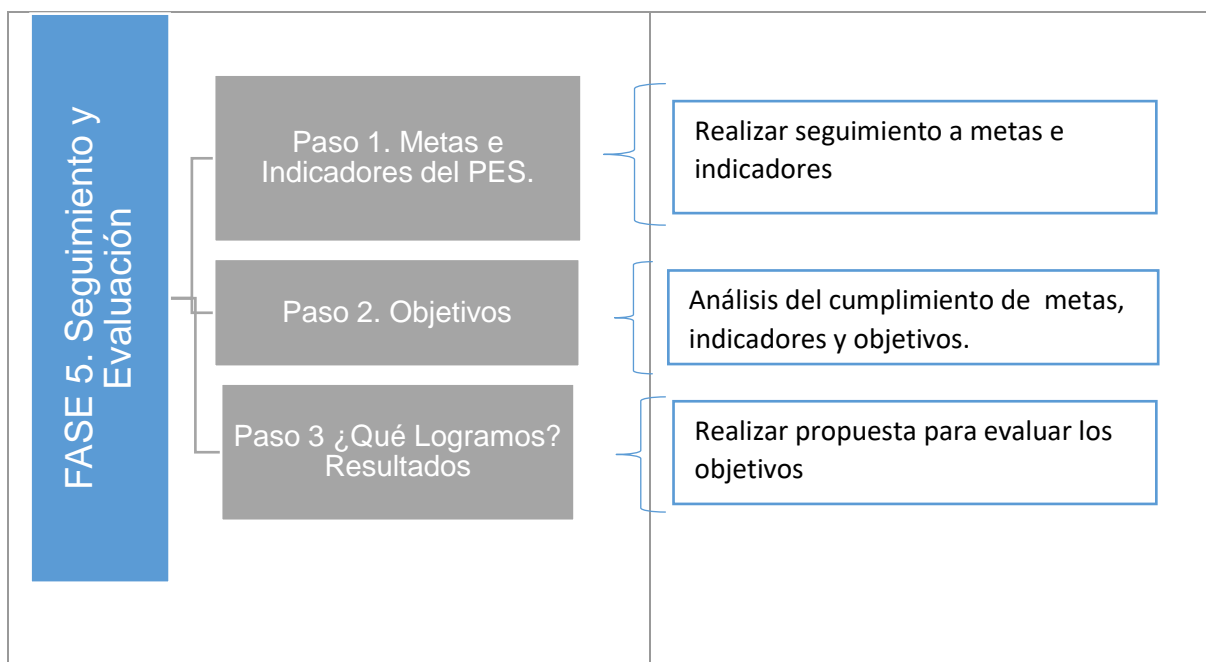 FASE 5. Seguimiento y
Evaluación
Paso 1. Metas e
Indicadores del PES.
Realizar seguimiento a metas e
indicadores
Paso 2. Objetivos
Análisis del cumplimiento de  metas,
indicadores y objetivos.
Paso 3 ¿Qué Logramos?
Resultados
Realizar propuesta para evaluar los
objetivos